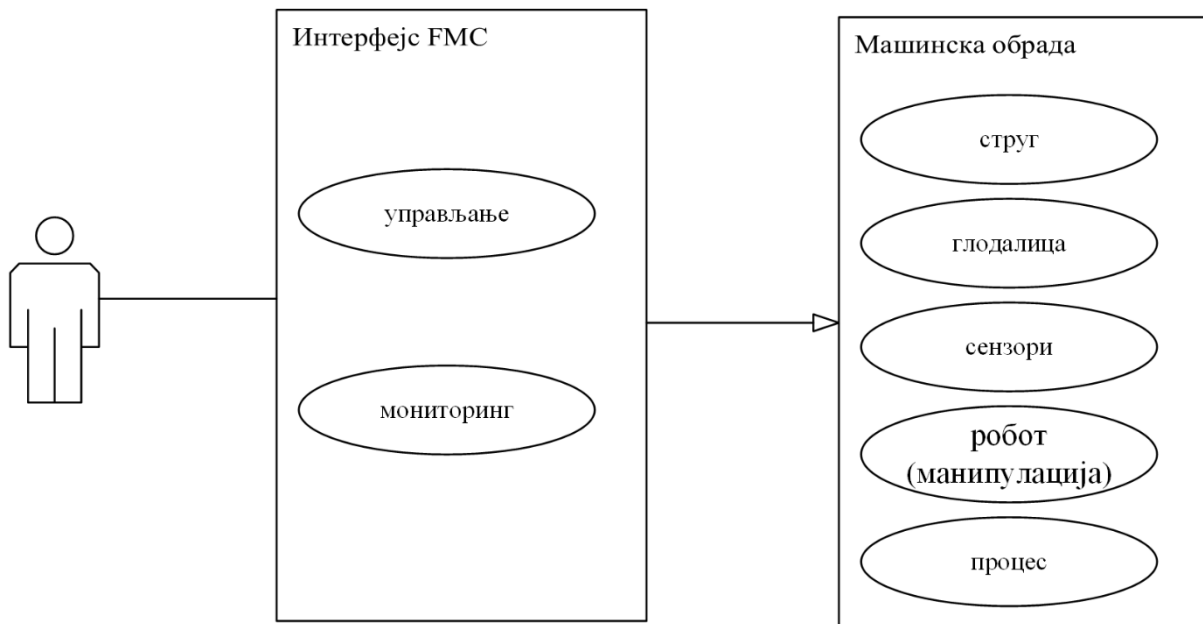 Интерфејс FMC
управљање
мониторинг
Машинска обрада
струг
глодалица
сензори
робот
(манипулација)
процес